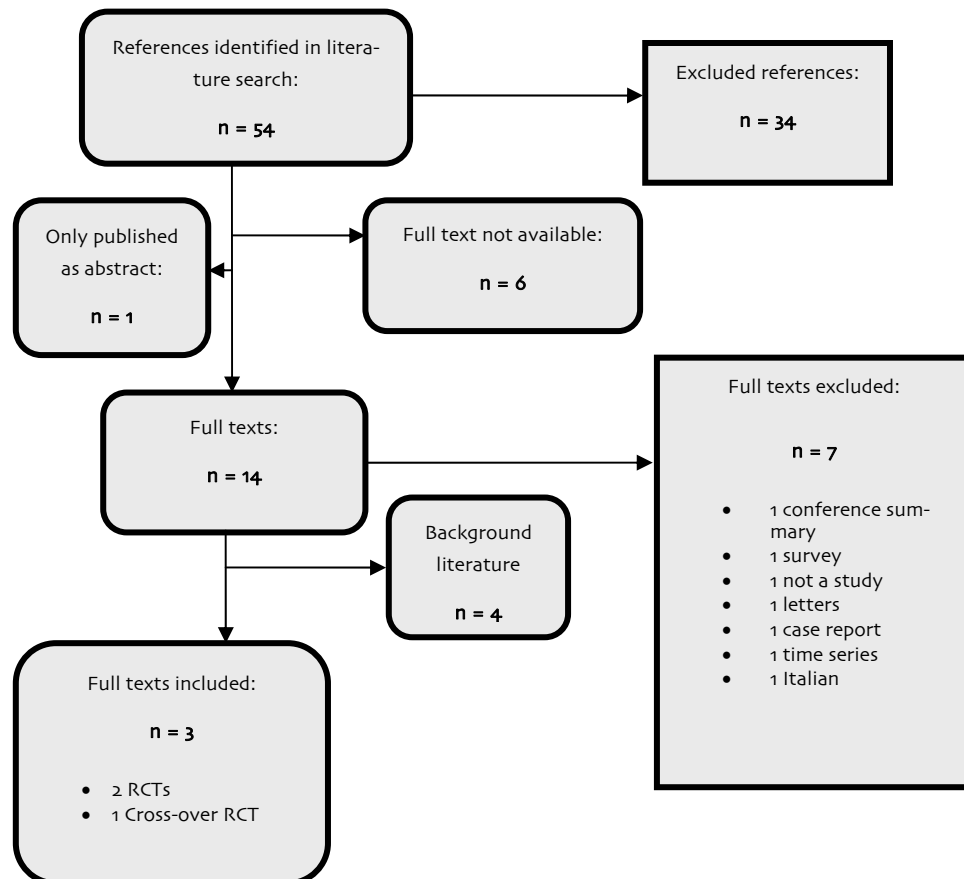 References identified in litera-
ture search:
n = 54
Excluded references:
n = 34
Only published
as abstract:
n = 1
Full text not available:
n = 6
Full texts:
n = 14
Full texts excluded:
n = 7
• 1 conference sum-
mary
• 1 survey
• 1 not a study
• 1 letters
• 1 case report
• 1 time series
• 1 Italian
Background
literature
n = 4
Full texts included:
n = 3
• 2 RCTs
• 1 Cross-over RCT